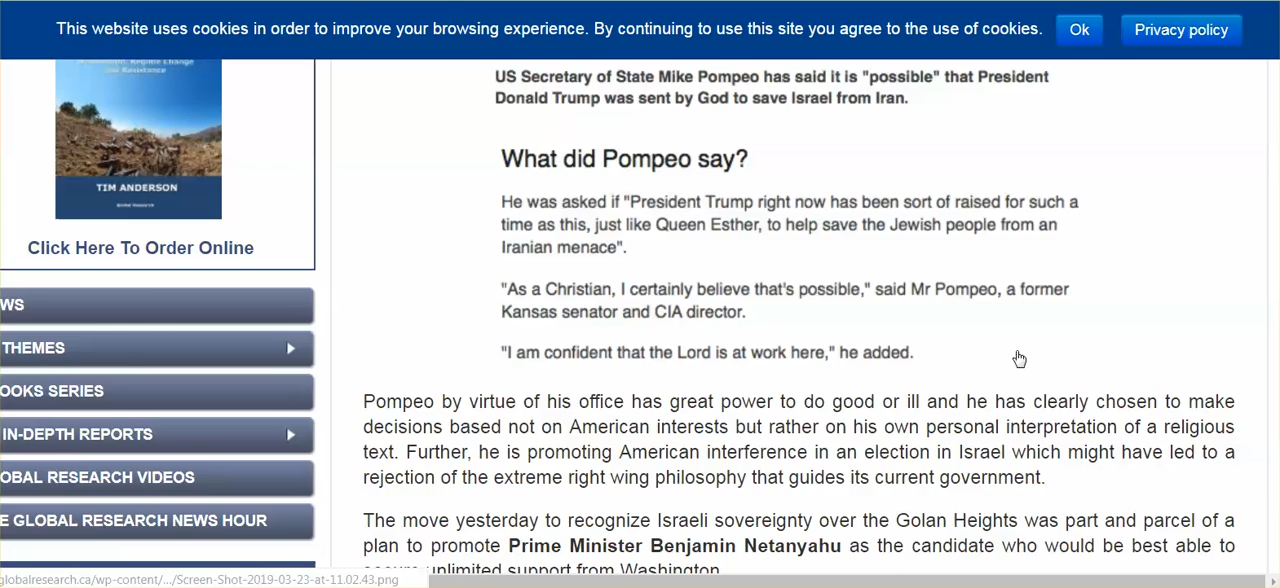 This website uses cookies in order to improve your browsing experience. By continuing to use this site you agree to the use of cookies.
Ok
Privacy policy
and Resistance
TIM ANDERSON
Click Here To Order Online
WS
THEMES
OOKS SERIES
IN-DEPTH REPORTS
OBAL RESEARCH VIDEOS
E GLOBAL RESEARCH NEWS HOUR
US Secretary of State Mike Pompeo has said it is "possible" that President
Donald Trump was sent by God to save Israel from Iran.
What did Pompeo say?
He was asked if "President Trump right now has been sort of raised for such a
time as this, just like Queen Esther, to help save the Jewish people from an
Iranian menace".
"As a Christian, I certainly believe that's possible," said Mr Pompeo, a former
Kansas senator and CIA director.
"I am confident that the Lord is at work here," he added.
Pompeo by virtue of his office has great power to do good or ill and he has clearly chosen to make
decisions based not on American interests but rather on his own personal interpretation of a religious
text. Further, he is promoting American interference in an election in Israel which might have led to a
rejection of the extreme right wing philosophy that guides its current government.
The move yesterday to recognize Israeli sovereignty over the Golan Heights was part and parcel of a
plan to promote Prime Minister Benjamin Netanyahu as the candidate who would be best able to
unlimited support from Washington
globalresearch.ca/wp-content/.../Screen-Shot-2019-03-23-at-11.02.43.png